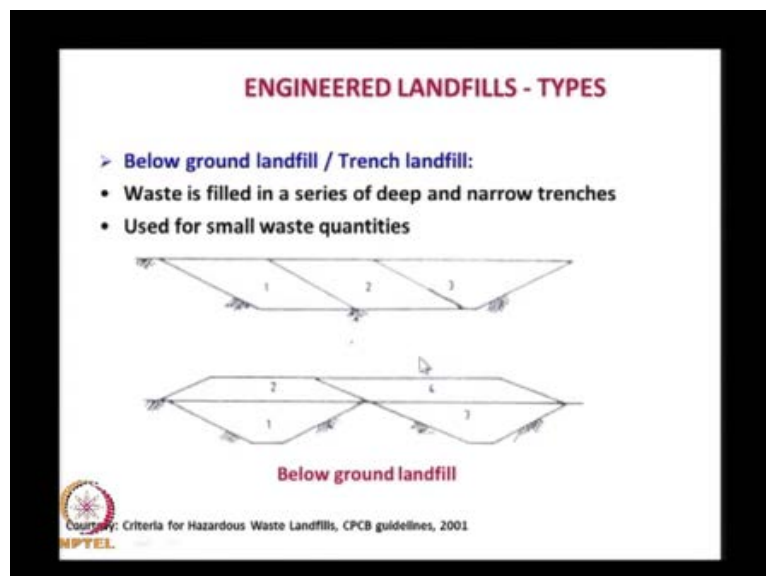 ENGINEERED LANDFILLS - TYPES
➢ Below ground landfill / Trench landfill:
• Waste is filled in a series of deep and narrow trenches
• Used for small waste quantities
1 2 3
2 4
1 3
Below ground landfill
Courtesy: Criteria for Hazardous Waste Landfills, CPCB guidelines, 2001
NPTEL